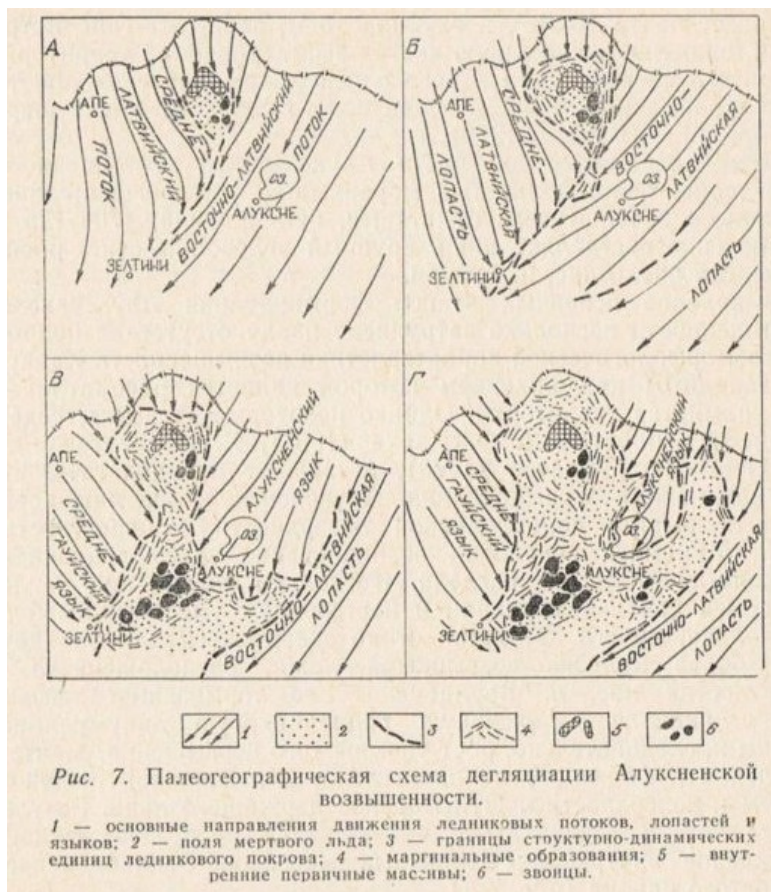 А
АПЕ
ПОТОК
ЛАТВИЙСКИЙ
СРЕДНЕ
ВОСТОЧНО-ЛАТВИЙСКИЙ
ПОТОК
ОЗ.
АЛУКСНЕ
ЗЕЛТИНИ
Б
АПЕ
ЛОПАСТЬ
ЛАТВИЙСКАЯ
СРЕДНЕ-
ВОСТОЧНО-
ЛАТВИЙСКАЯ
ОЗ.
АЛУКСНЕ
ЛОПАСТЬ
ЗЕЛТИНИ
В
АПЕ
СРЕДНЕ
ГАУЙСКИЙ
ЯЗЫК
АЛУКСНЕНСКИЙ
ЯЗЫК
ОЗ.
АЛУКСНЕ
ЗЕЛТИНИ
ВОСТОЧНО-ЛАТВИЙСКАЯ
ЛОПАСТЬ
Г
АПЕ
СРЕДНЕ
ГАУЙСКИЙ
ЯЗЫК
АЛУКСНЕНСКИЙ
ЯЗЫК
ОЗ.
АЛУКСНЕ
ЗЕЛТИНИ
ВОСТОЧНО-ЛАТВИЙСКАЯ
ЛОПАСТЬ
1 2 3 4 5 6
Рис. 7. Палеогеографическая схема дегляциации Алуксненской
возвышенности.
1 — основные направления движения ледниковых потоков, лопастей и
языков; 2 — поля мертвого льда; 3 — границы структурно-динамических
единиц ледникового покрова; 4 — маргинальные образования; 5 — внут-
ренние первичные массивы; 6 — звонцы.